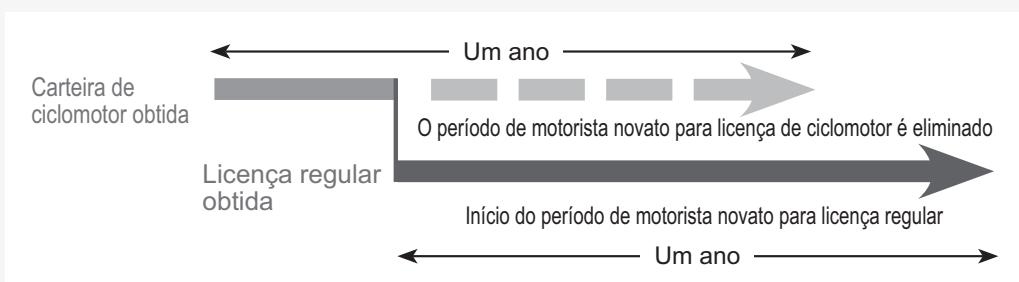 Um ano
Carteira de
ciclomotor obtida
O período de motorista novato para licença de ciclomotor é eliminado
Licença regular
obtida
Início do período de motorista novato para licença regular
Um ano